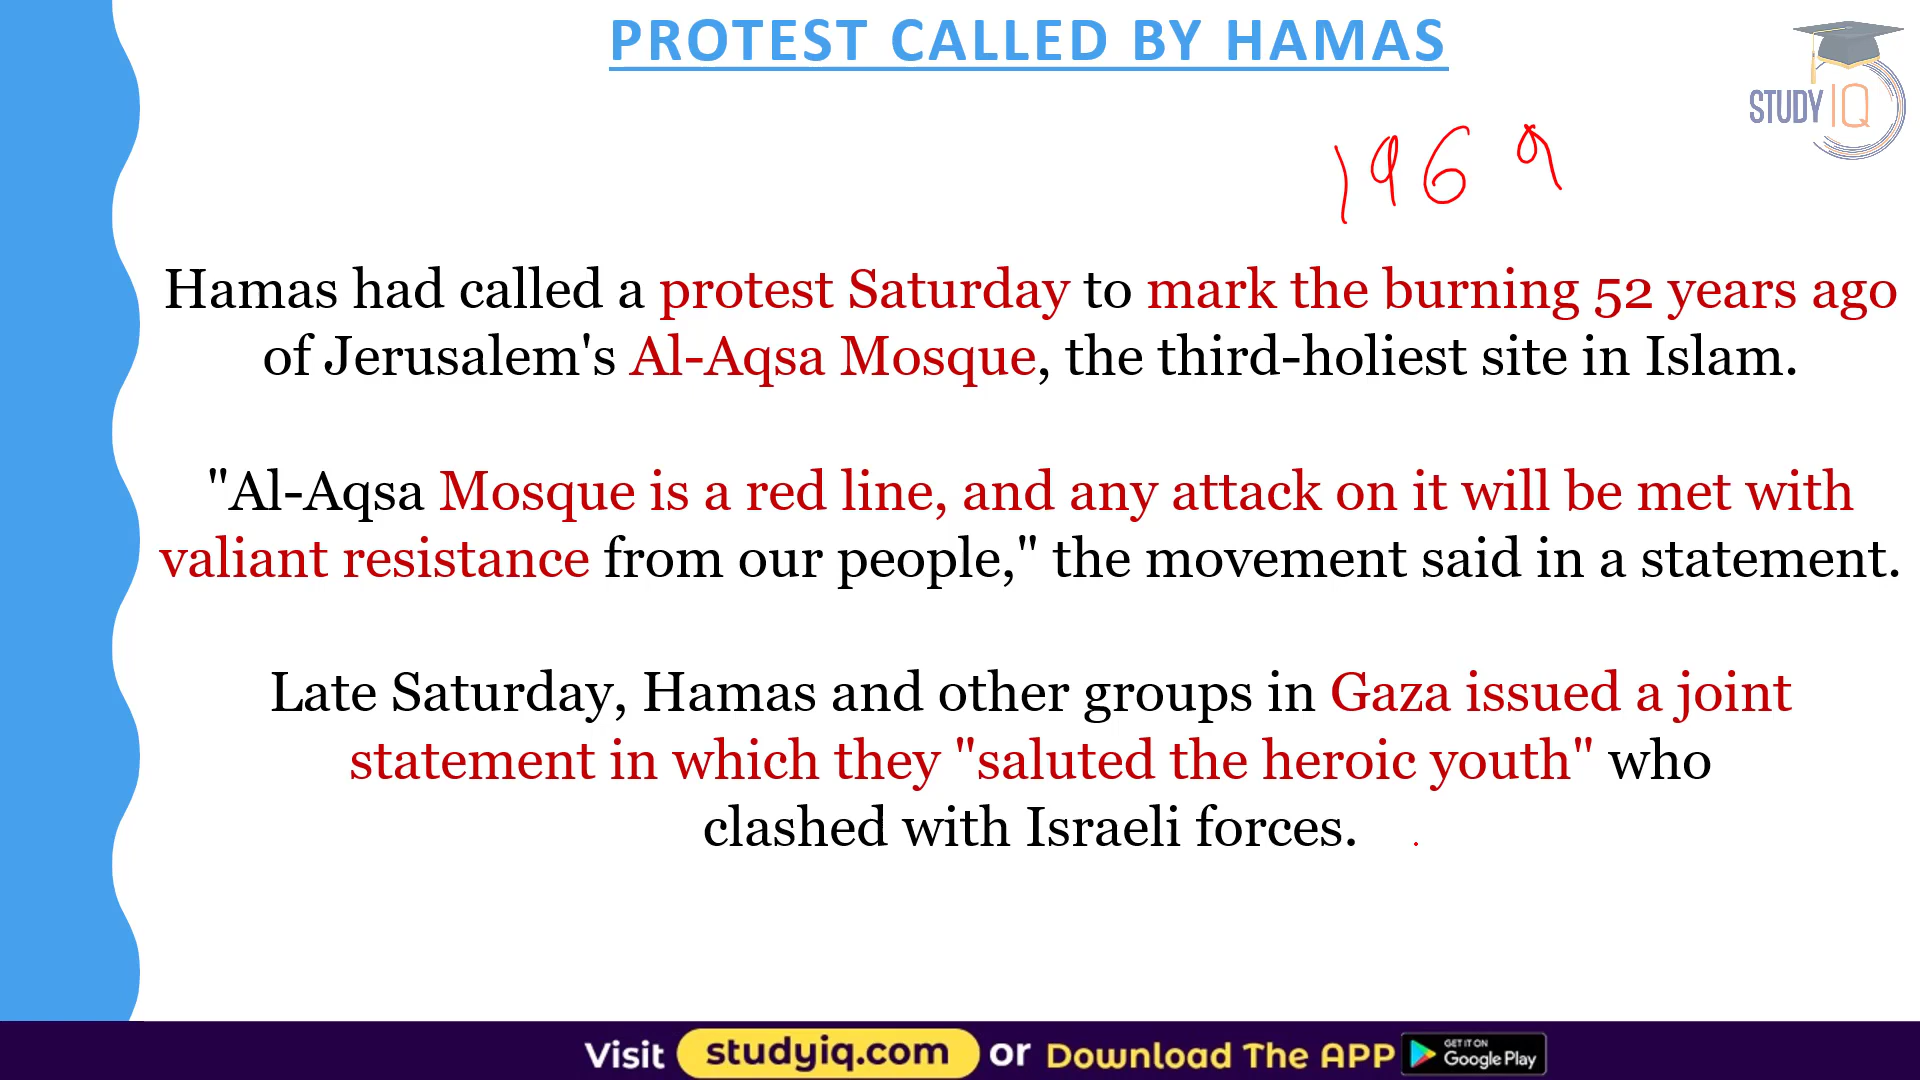 PROTEST CALLED BY HAMAS
STUDY IQ
1969
Hamas had called a protest Saturday to mark the burning 52 years ago
of Jerusalem's Al-Aqsa Mosque, the third-holiest site in Islam.
"Al-Aqsa Mosque is a red line, and any attack on it will be met with
valiant resistance from our people," the movement said in a statement.
Late Saturday, Hamas and other groups in Gaza issued a joint
statement in which they "saluted the heroic youth" who
clashed with Israeli forces.
Visit studyiq.com or Download The APP GET IT ON Google Play